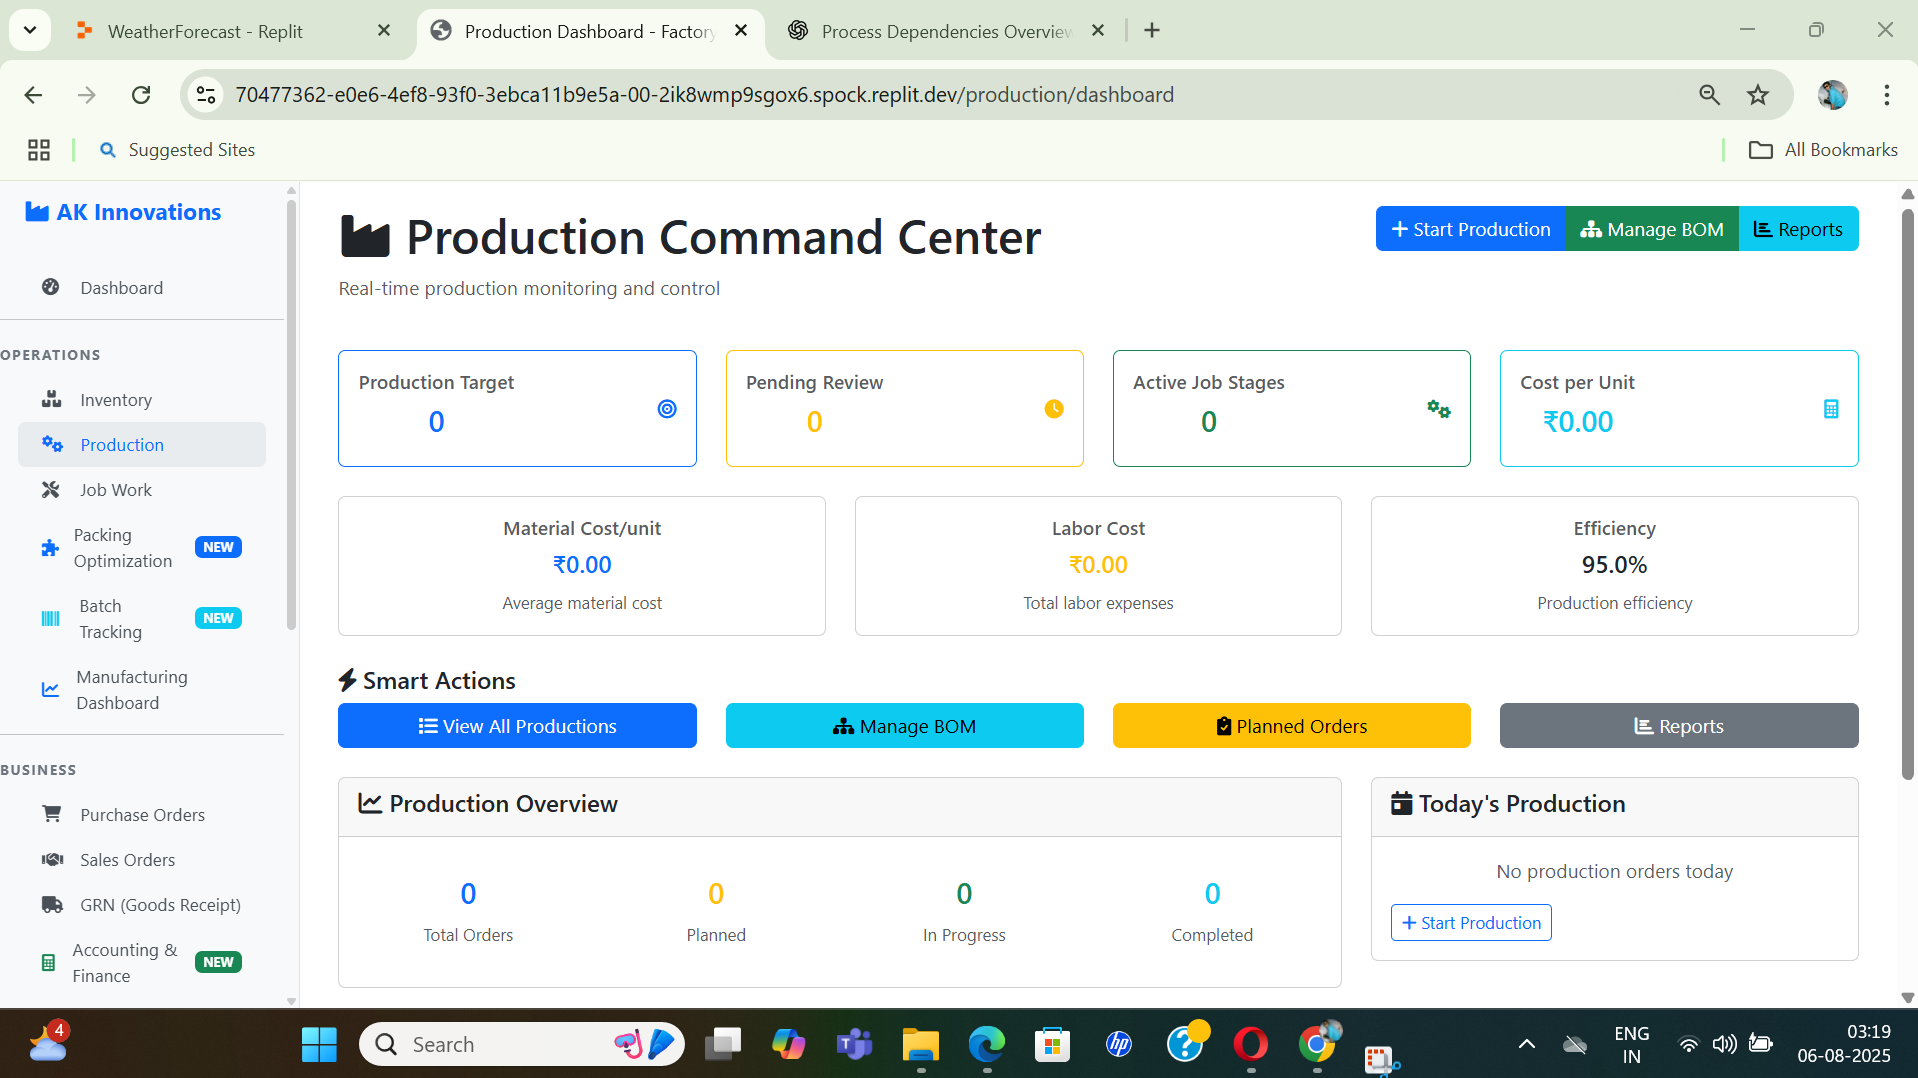 WeatherForecast - Replit
Production Dashboard - Factory
Process Dependencies Overview
70477362-e0e6-4ef8-93f0-3ebca11b9e5a-00-2ik8wmp9sgox6.spock.replit.dev/production/dashboard
Suggested Sites
All Bookmarks
AK Innovations
Dashboard
OPERATIONS
Inventory
Production
Job Work
Packing
Optimization
NEW
Batch
Tracking
NEW
Manufacturing
Dashboard
BUSINESS
Purchase Orders
Sales Orders
GRN (Goods Receipt)
Accounting &
Finance
NEW
Production Command Center
Real-time production monitoring and control
Start Production
Manage BOM
Reports
Production Target
0
Pending Review
0
Active Job Stages
0
Cost per Unit
₹0.00
Material Cost/unit
₹0.00
Average material cost
Labor Cost
₹0.00
Total labor expenses
Efficiency
95.0%
Production efficiency
Smart Actions
View All Productions
Manage BOM
Planned Orders
Reports
Production Overview
0
Total Orders
0
Planned
0
In Progress
0
Completed
Today's Production
No production orders today
Start Production
4
Search
T
hp
?
ENG
IN
03:19
06-08-2025